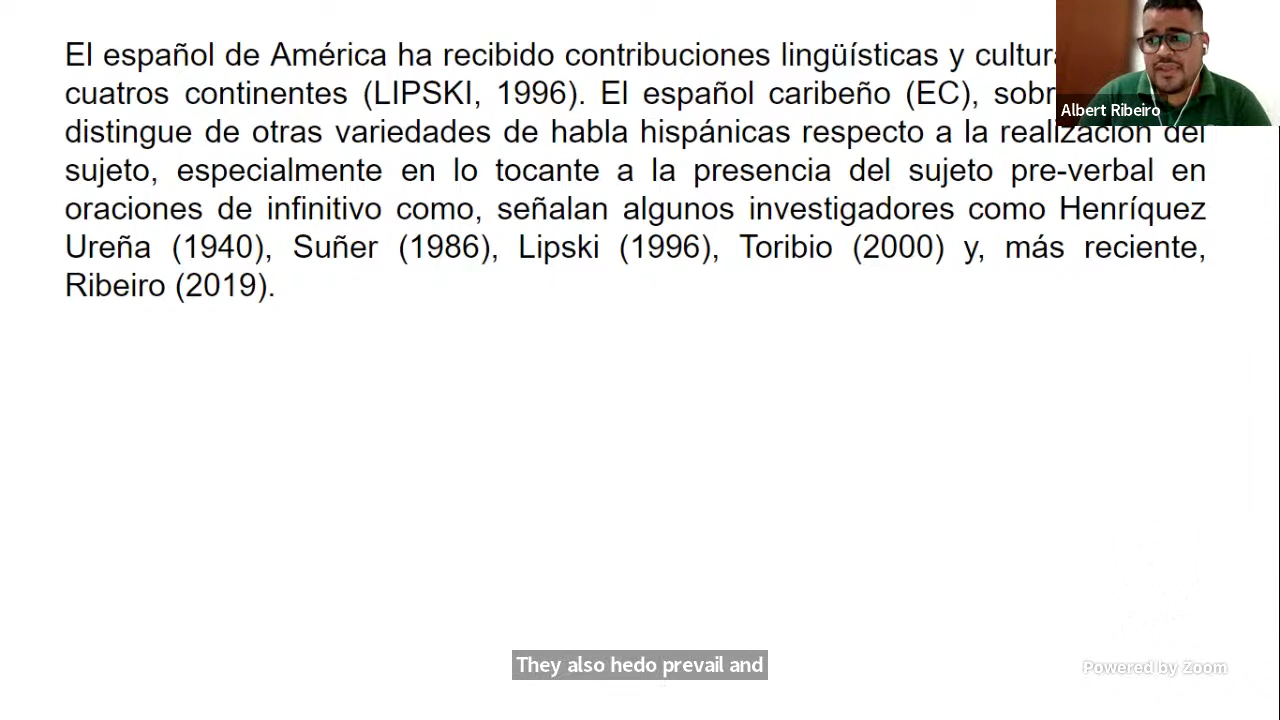 El español de América ha recibido contribuciones lingüísticas y
cuatros continentes (LIPSKI, 1996). El español caribeño (EC),
distingue de otras variedades de habla hispánicas respecto a la realización del
sujeto, especialmente en lo tocante a la presencia del sujeto pre-verbal en
oraciones de infinitivo como, señalan algunos investigadores como Henríquez
Ureña (1940), Suñer (1986), Lipski (1996), Toribio (2000) y, más reciente,
Ribeiro (2019).
Albert Ribeiro
They also hedo prevail and
Powered by Zoom